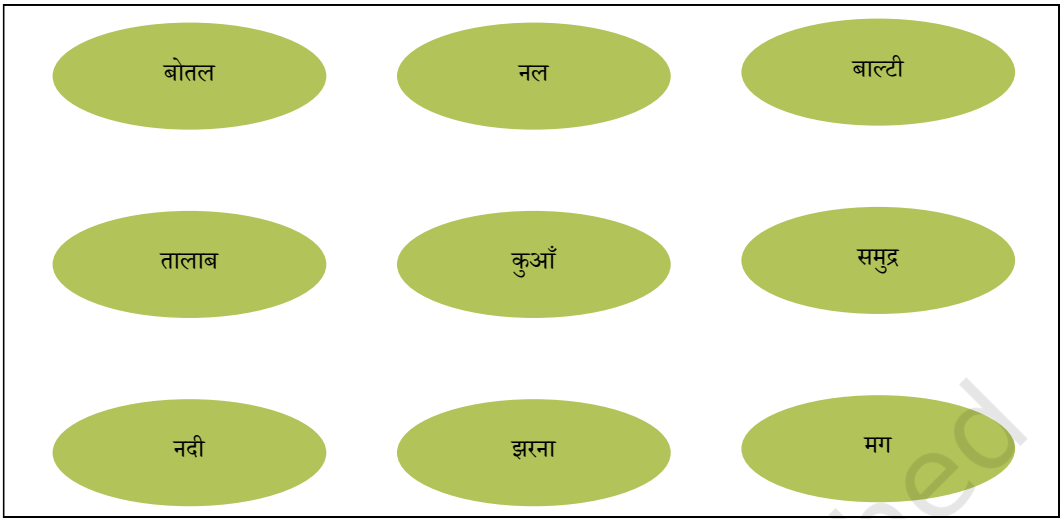 बोतल नल बाल्टी
तालाब कुआँ समुद्र
नदी झरना मग